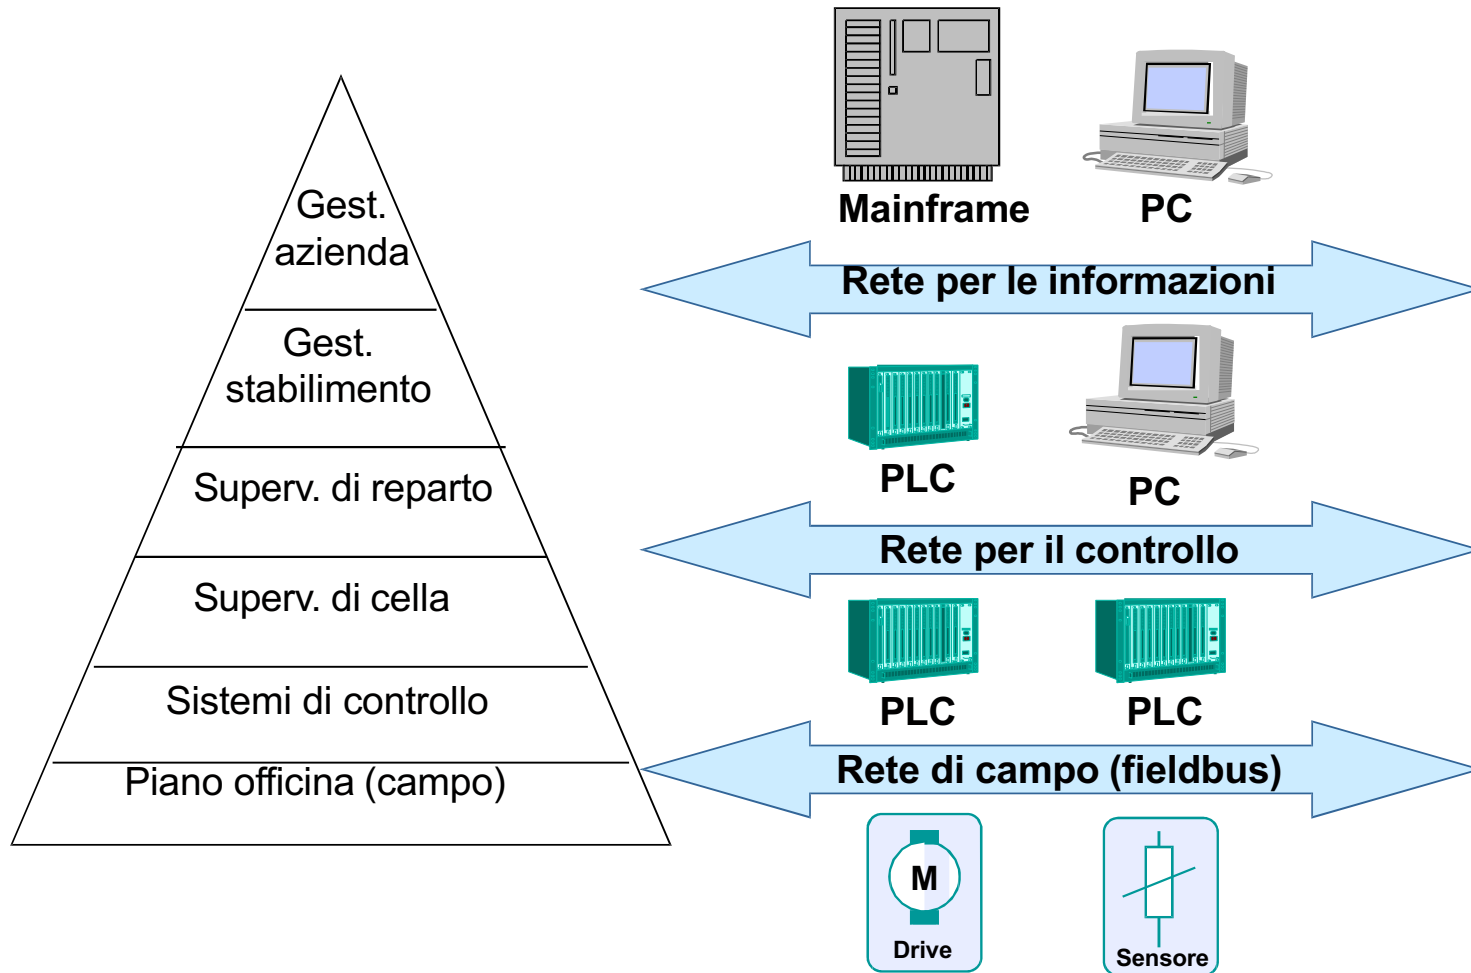 Gest.
azienda
Gest.
stabilimento
Superv. di reparto
Superv. di cella
Sistemi di controllo
Piano officina (campo)
Mainframe
PC
Rete per le informazioni
PLC
PC
Rete per il controllo
PLC
PLC
Rete di campo (fieldbus)
M
Drive
Sensore